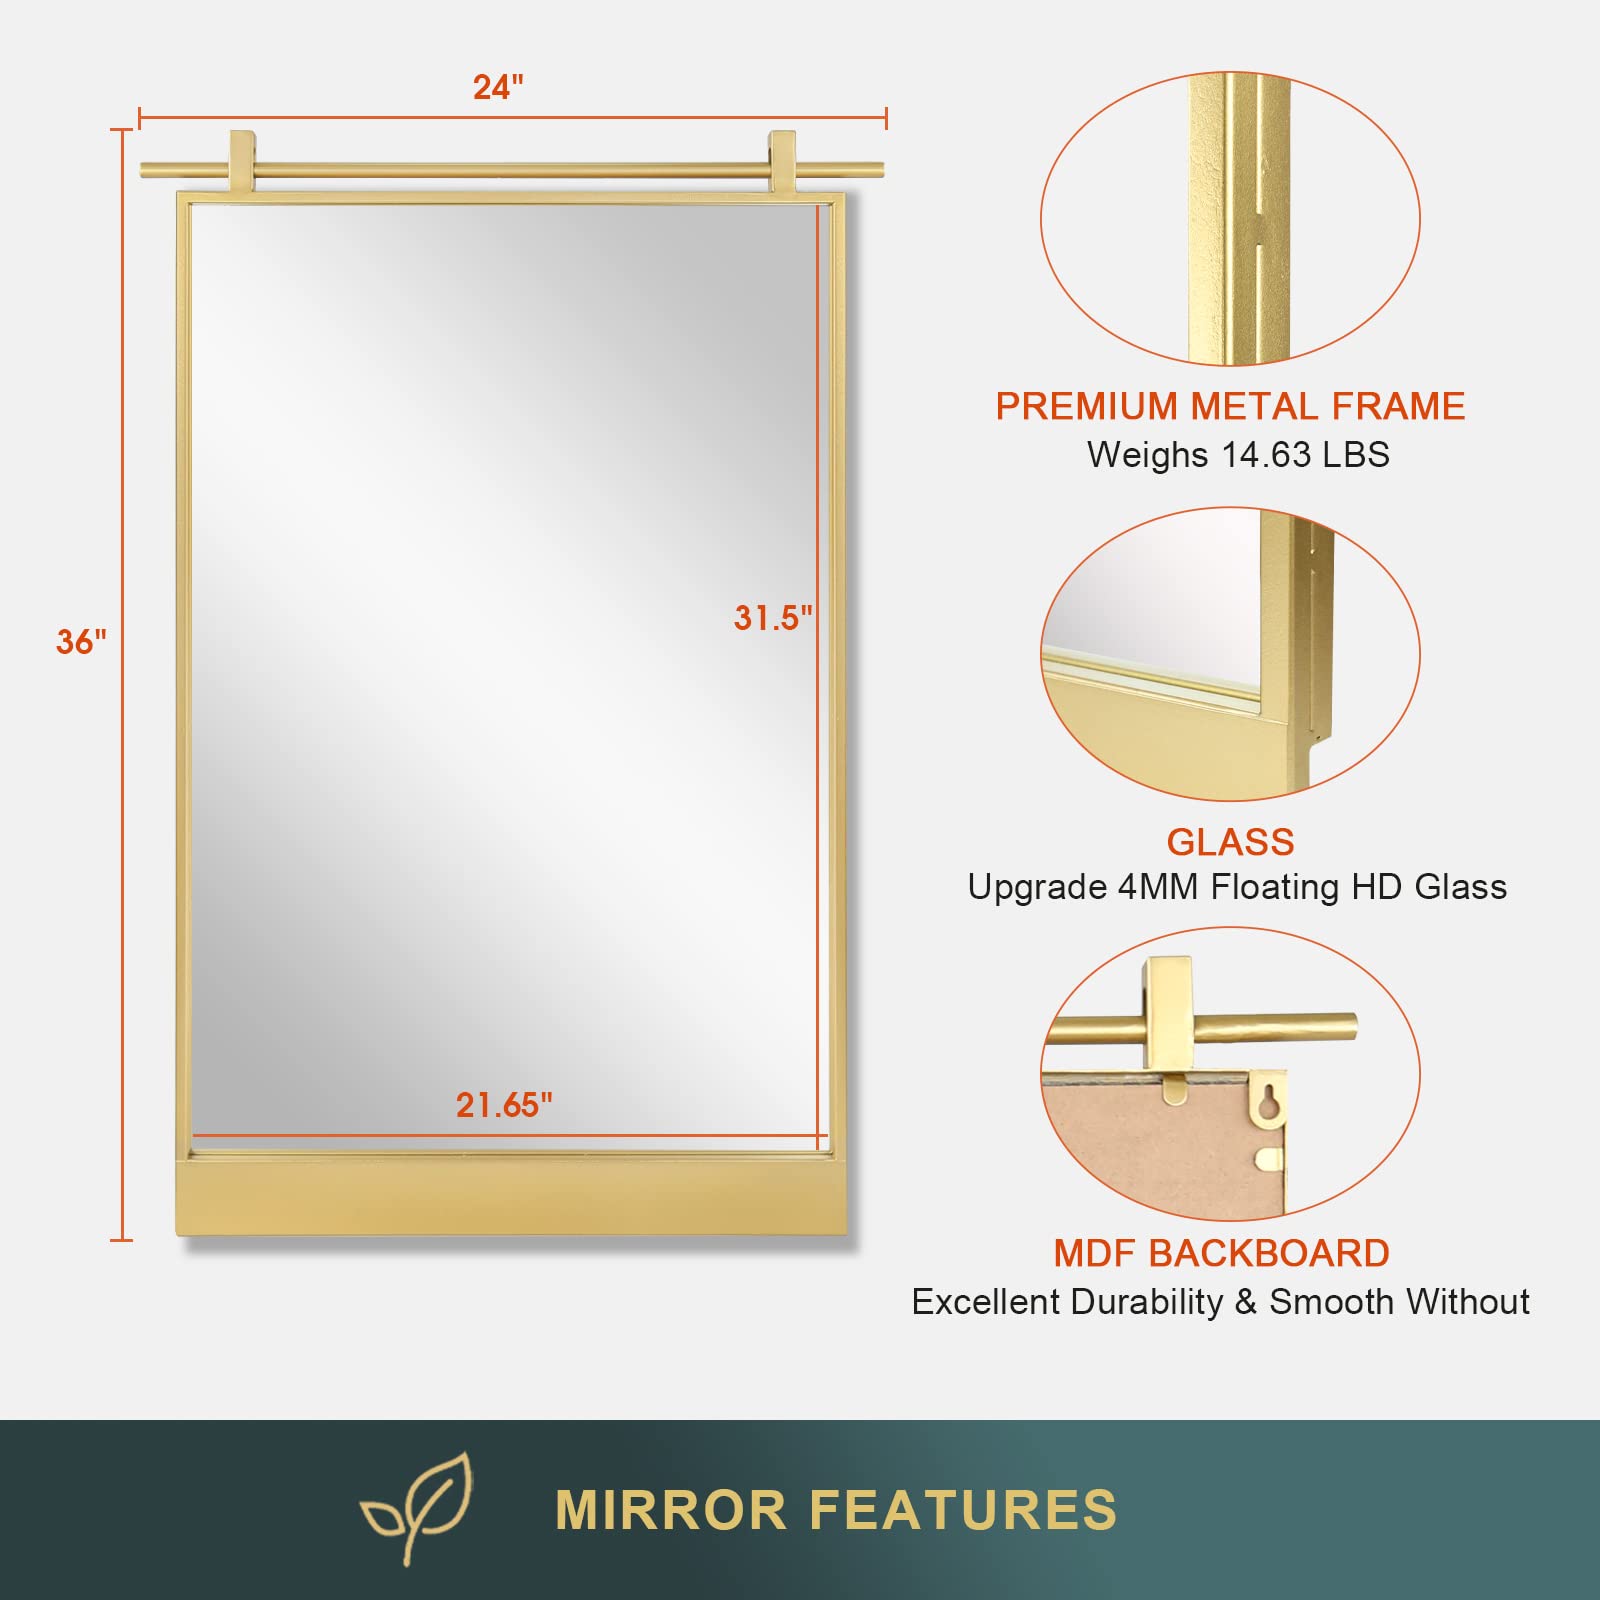 24"
36"
31.5"
21.65"
PREMIUM METAL FRAME
Weighs 14.63 LBS
GLASS
Upgrade 4MM Floating HD Glass
MDF BACKBOARD
Excellent Durability & Smooth Without
MIRROR FEATURES